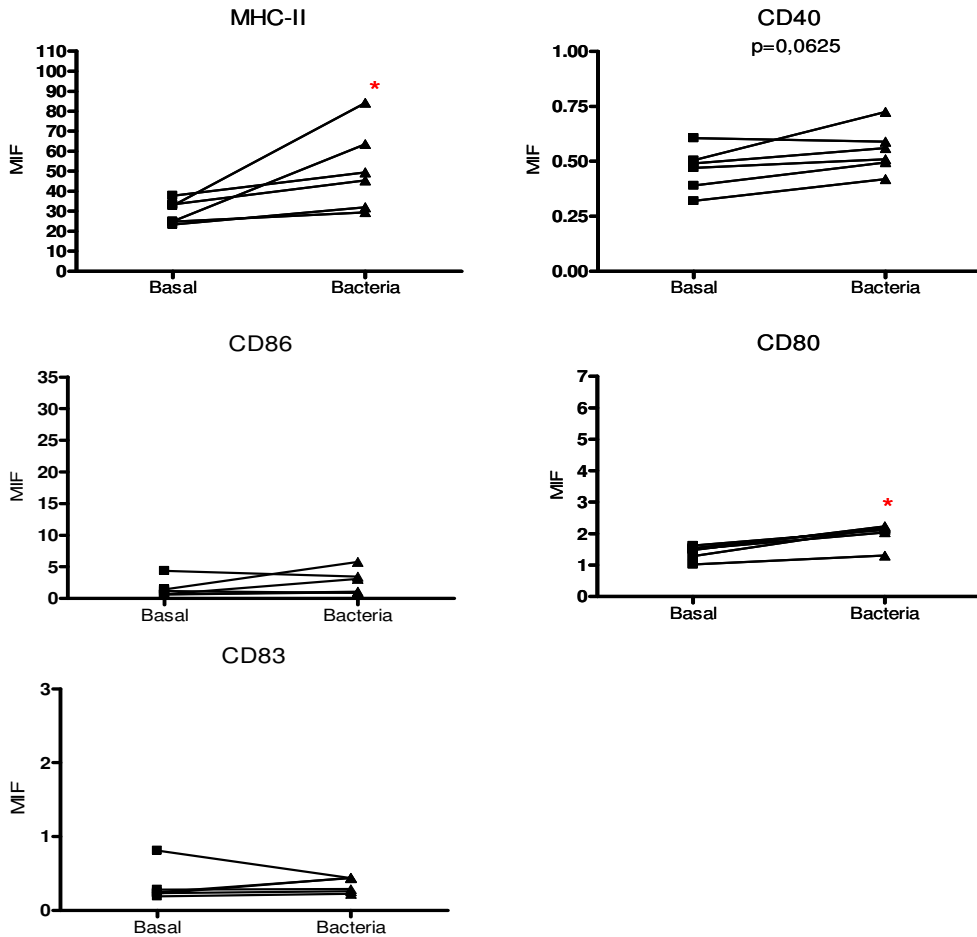 MHC-II
110
100
90
80
70
60
50
40
30
20
10
0
MIF
*
Basal
Bacteria
CD40
p=0,0625
1.00
0.75
0.50
0.25
0.00
MIF
Basal
Bacteria
CD86
35
30
25
20
15
10
5
0
MIF
Basal
Bacteria
CD80
7
6
5
4
3
2
1
0
MIF
*
Basal
Bacteria
CD83
3
2
1
0
MIF
Basal
Bacteria